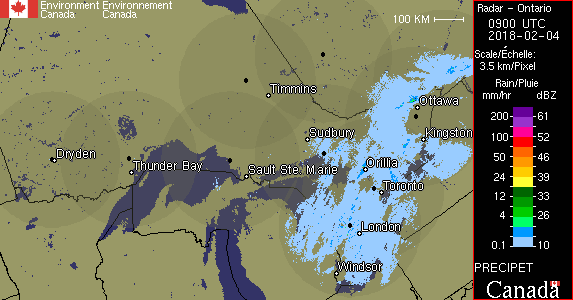 Environment Environnement
Canada Canada
100 KM
Timmins
Ottawa
Sudbury
Kingston
Dryden
Thunder Bay
Sault Ste. Marie
Orillia
Toronto
London
Windsor
Radar - Ontario
0900 UTC
2018-02-04
Scale/Échelle:
3.5 km/Pixel
Rain/Pluie
mm/hr dBZ
200 61
100 52
50 46
24 39
12 33
4 26
0.1 10
PRECIPET
Canada